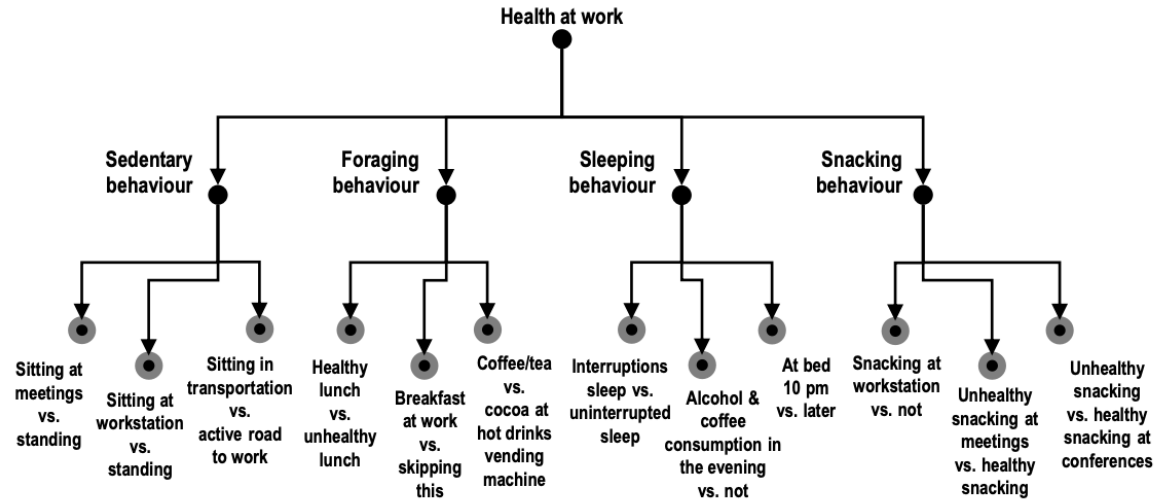 Health at work
Sedentary
behaviour
Foraging
behaviour
Sleeping
behaviour
Snacking
behaviour
Sitting at
meetings
vs.
standing
Sitting at
workstation
vs.
standing
Sitting in
transportation
vs.
active road
to work
Healthy
lunch
vs.
unhealthy
lunch
Breakfast
at work
vs.
skipping
this
Coffee/tea
vs.
cocoa at
hot drinks
vending
machine
Interruptions
sleep vs.
uninterrupted
sleep
Alcohol &
coffee
consumption in
the evening
vs. not
At bed
10 pm
vs. later
Snacking at
workstation
vs. not
Unhealthy
snacking at
meetings
vs. healthy
snacking
Unhealthy
snacking
vs. healthy
snacking at
conferences